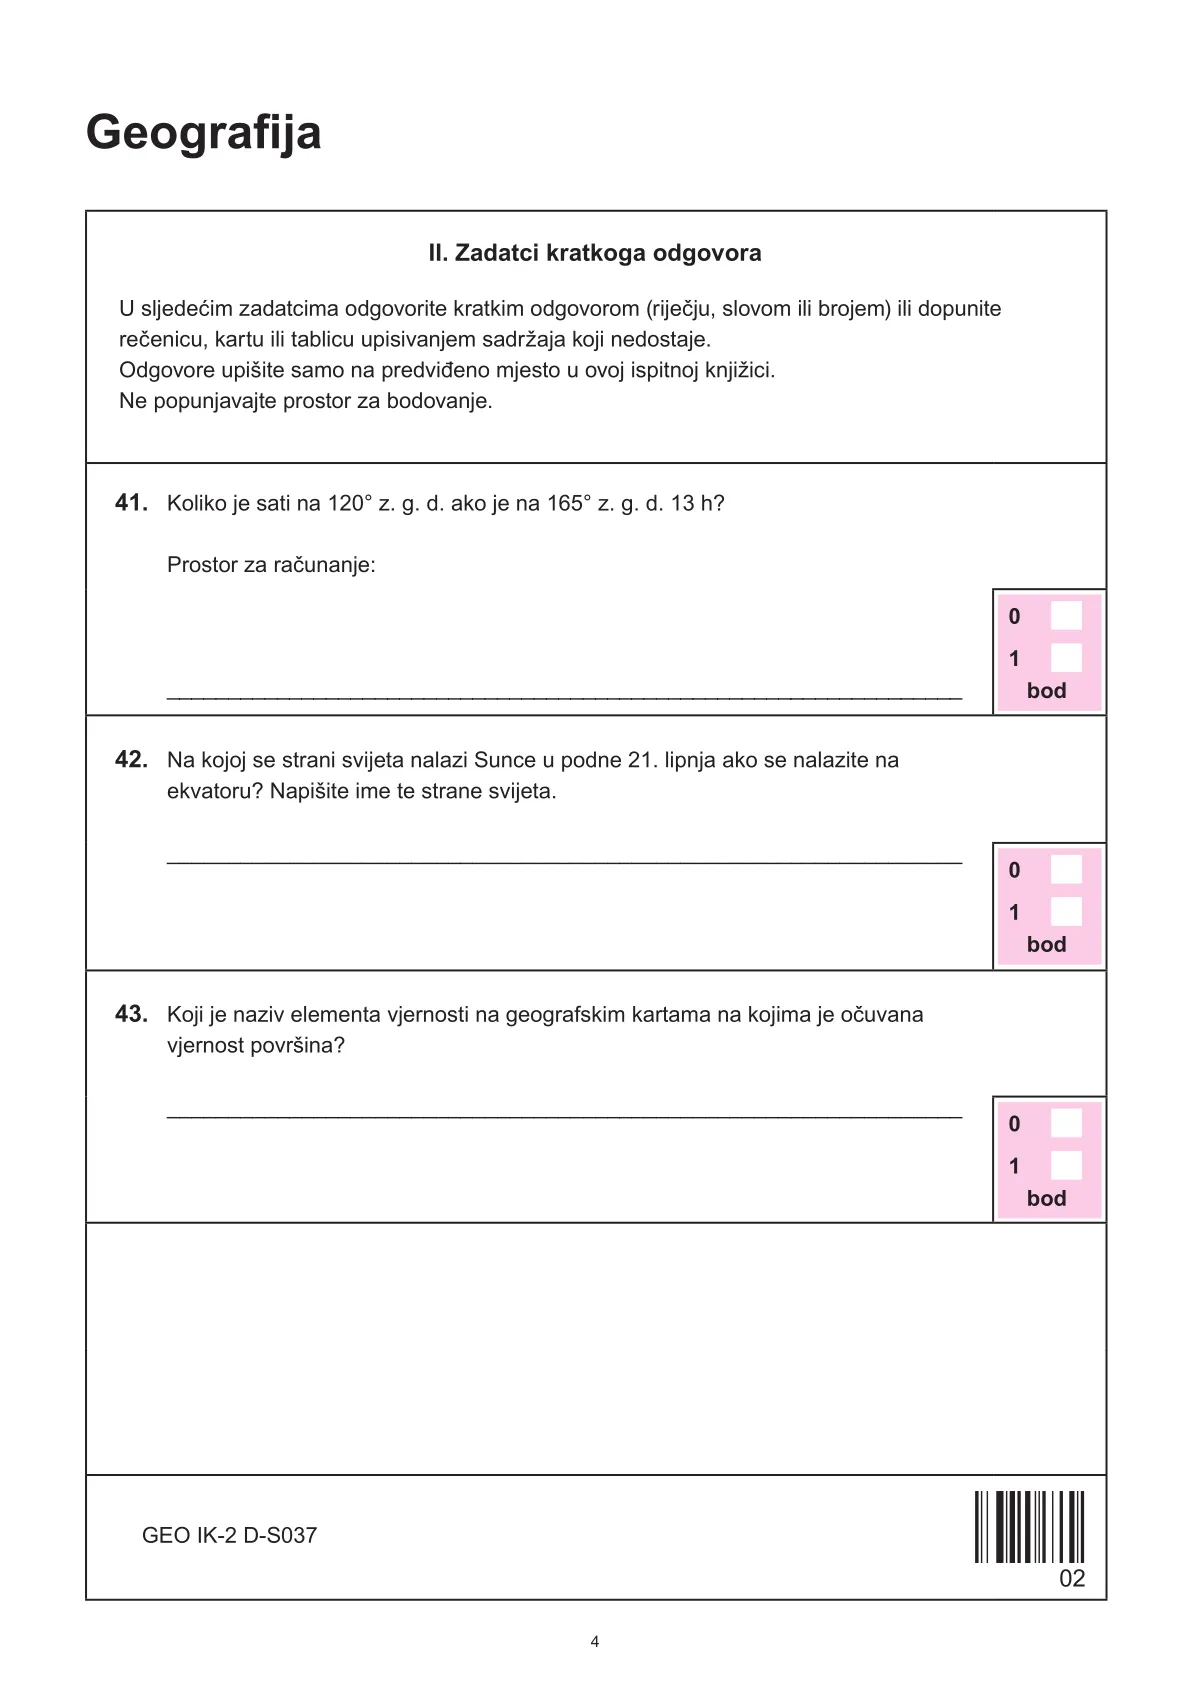 Geografija
II. Zadatci kratkoga odgovora
U sljedećim zadatcima odgovorite kratkim odgovorom (riječju, slovom ili brojem) ili dopunite
rečenicu, kartu ili tablicu upisivanjem sadržaja koji nedostaje.
Odgovore upišite samo na predviđeno mjesto u ovoj ispitnoj knjižici.
Ne popunjavajte prostor za bodovanje.
41. Koliko je sati na 120° z. g. d. ako je na 165° z. g. d. 13 h?
Prostor za računanje:
0
1
bod
42. Na kojoj se strani svijeta nalazi Sunce u podne 21. lipnja ako se nalazite na
ekvatoru? Napišite ime te strane svijeta.
0
1
bod
43. Koji je naziv elementa vjernosti na geografskim kartama na kojima je očuvana
vjernost površina?
0
1
bod
GEO IK-2 D-S037
02
4